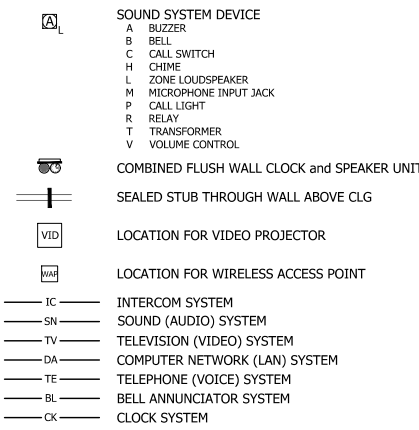 A L SOUND SYSTEM DEVICE
A BUZZER
B BELL
C CALL SWITCH
H CHIME
L ZONE LOUDSPEAKER
M MICROPHONE INPUT JACK
P CALL LIGHT
R RELAY
T TRANSFORMER
V VOLUME CONTROL
COMBINED FLUSH WALL CLOCK and SPEAKER UNIT
SEALED STUB THROUGH WALL ABOVE CLG
VID LOCATION FOR VIDEO PROJECTOR
WAP LOCATION FOR WIRELESS ACCESS POINT
IC INTERCOM SYSTEM
SN SOUND (AUDIO) SYSTEM
TV TELEVISION (VIDEO) SYSTEM
DA COMPUTER NETWORK (LAN) SYSTEM
TE TELEPHONE (VOICE) SYSTEM
BL BELL ANNUNCIATOR SYSTEM
CK CLOCK SYSTEM